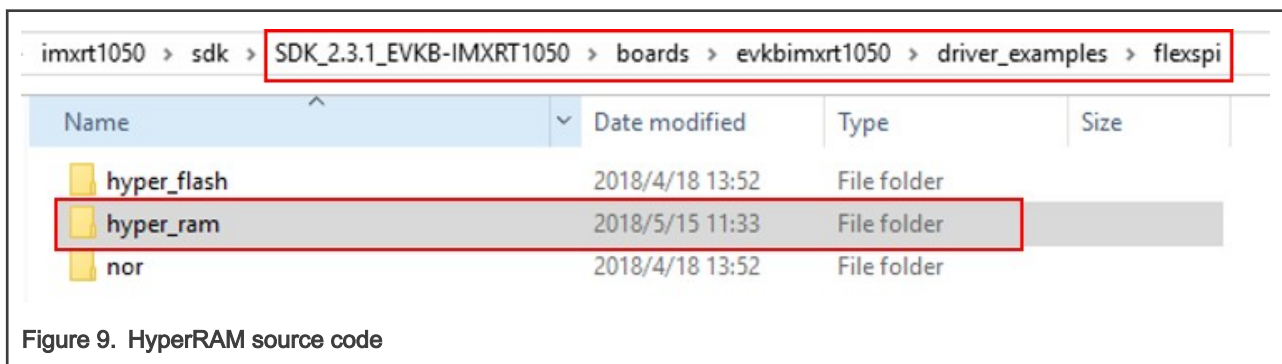 imxrt1050 > sdk > SDK_2.3.1_EVKB-IMXRT1050 > boards > evkbimxrt1050 > driver_examples > flexspi
Name Date modified Type Size
hyper_flash 2018/4/18 13:52 File folder
hyper_ram 2018/5/15 11:33 File folder
nor 2018/4/18 13:52 File folder
Figure 9. HyperRAM source code